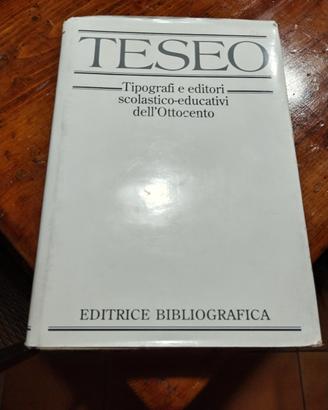 TESEO
Tipografi e editori
scolastico-educativi
dell'Ottocento
EDITRICE BIBLIOGRAFICA